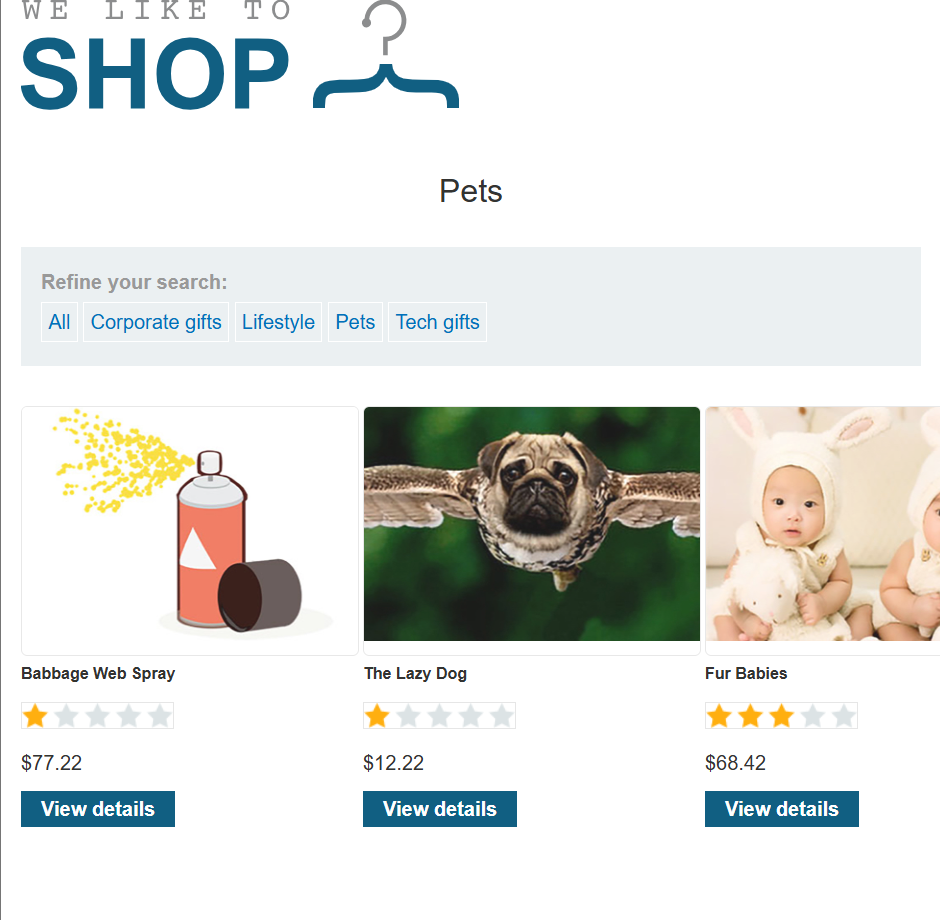 WE LIKE TO
SHOP
Pets
Refine your search:
All Corporate gifts Lifestyle Pets Tech gifts
Babbage Web Spray The Lazy Dog Fur Babies
$77.22 $12.22 $68.42
View details View details View details